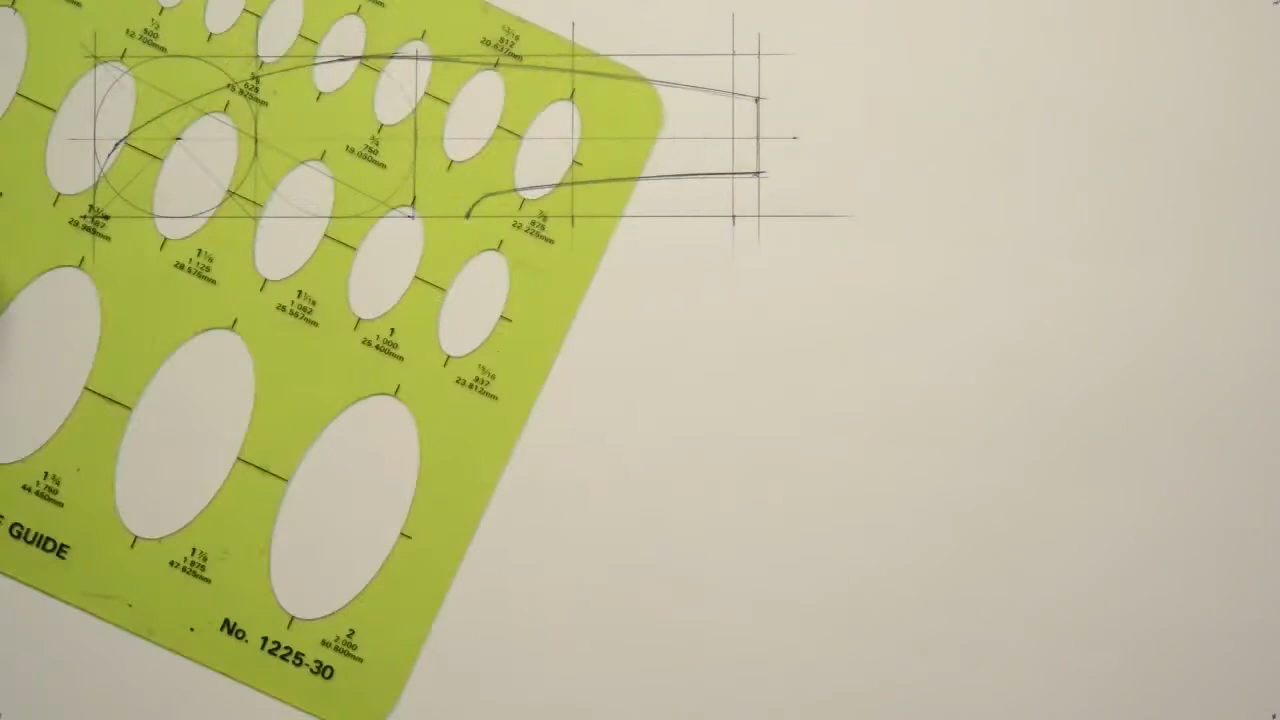 ½
.500
12.700mm
13/16
.812
20.637mm
⅝
.625
15.875mm
¾
.750
19.050mm
⅞
.875
22.225mm
29.989mm
1⅛
1.125
28.575mm
1 1/16
1.062
26.557mm
1
1.000
25.400mm
15/16
.937
23.812mm
1¾
1.750
44.450mm
GUIDE
1⅞
1.875
47.625mm
2
2.000
50.800mm
No. 1225-30